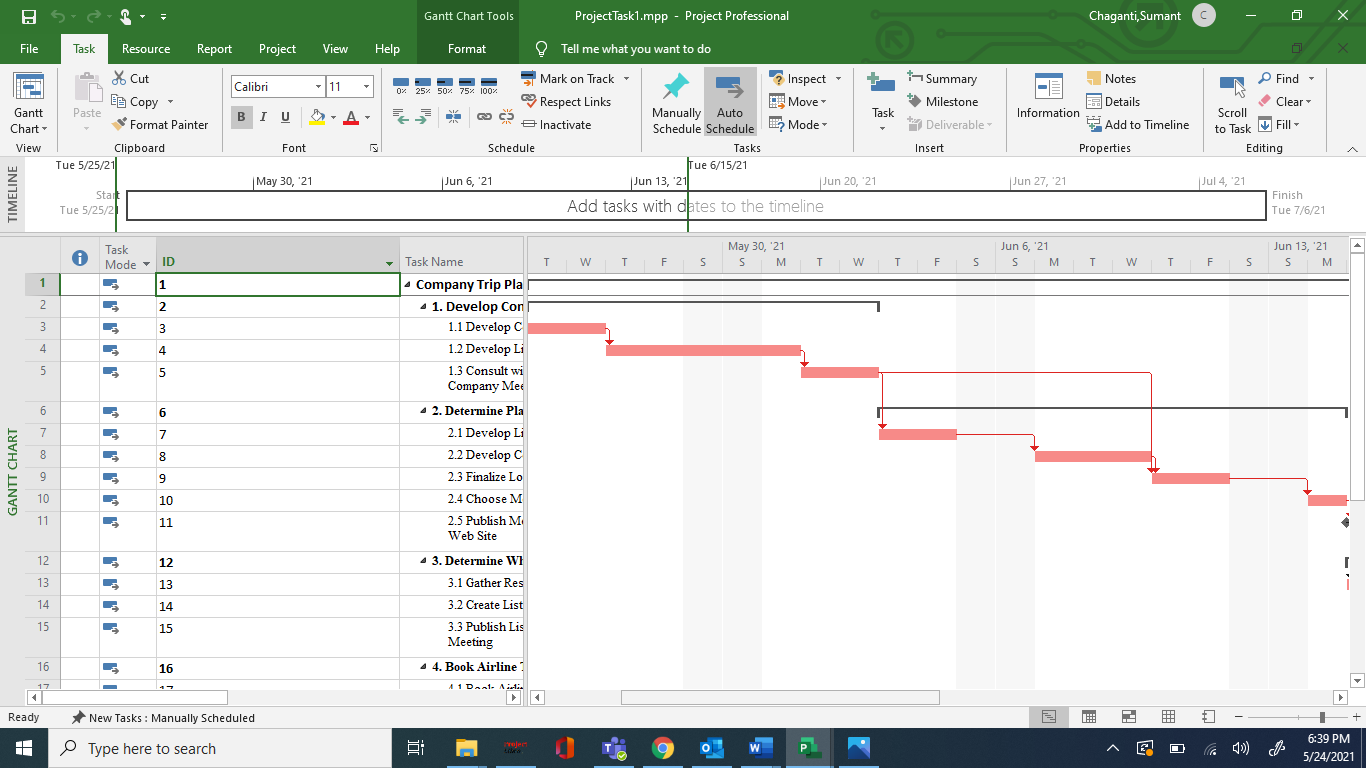 Gantt Chart Tools
ProjectTask1.mpp - Project Professional
Chaganti,Sumant
C
File Task Resource Report Project View Help Format Tell me what you want to do
Gantt Chart
View
Paste
Cut
Copy
Format Painter
Clipboard
Calibri 11
B I U A
Font
0% 25% 50% 75% 100%
Mark on Track
Respect Links
Inactivate
Schedule
Manually Schedule
Auto Schedule
Inspect
Move
Mode
Tasks
Task
Summary
Milestone
Deliverable
Insert
Information
Notes
Details
Add to Timeline
Properties
Scroll to Task
Find
Clear
Fill
Editing
TIMELINE
Tue 5/25/21
Tue 6/15/21
May 30, '21 Jun 6, '21 Jun 13, '21 Jun 20, '21 Jun 27, '21 Jul 4, '21
Start
Tue 5/25/21
Add tasks with dates to the timeline
Finish
Tue 7/6/21
GANTT CHART
Task Mode
ID
Task Name
May 30, '21 Jun 6, '21 Jun 13, '21
T W T F S S M T W T F S S M T W T F S S M
1 1 Company Trip Pla
2 2 1. Develop Con
3 3 1.1 Develop C
4 4 1.2 Develop Li
5 5 1.3 Consult wi
Company Mee
6 6 2. Determine Pla
7 7 2.1 Develop Li
8 8 2.2 Develop C
9 9 2.3 Finalize Lo
10 10 2.4 Choose M
11 11 2.5 Publish Me
Web Site
12 12 3. Determine Wh
13 13 3.1 Gather Res
14 14 3.2 Create List
15 15 3.3 Publish Lis
Meeting
16 16 4. Book Airline T
17 17 4.1 Book Airlin
Ready
New Tasks : Manually Scheduled
Type here to search
6:39 PM
5/24/2021